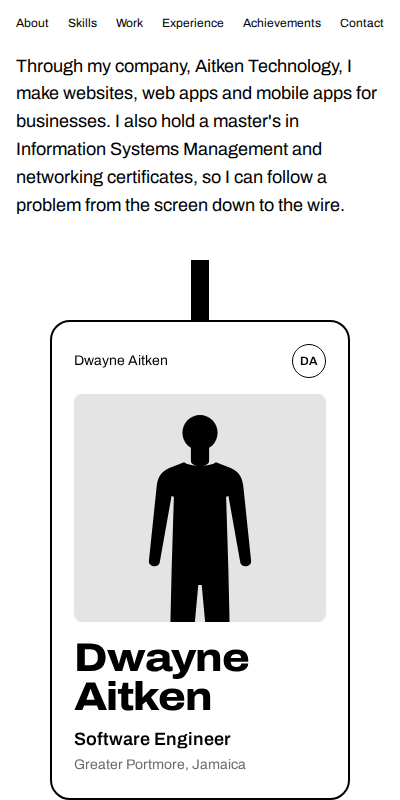 About Skills Work Experience Achievements Contact
Through my company, Aitken Technology, I
make websites, web apps and mobile apps for
businesses. I also hold a master's in
Information Systems Management and
networking certificates, so I can follow a
problem from the screen down to the wire.
Dwayne Aitken DA
Dwayne
Aitken
Software Engineer
Greater Portmore, Jamaica